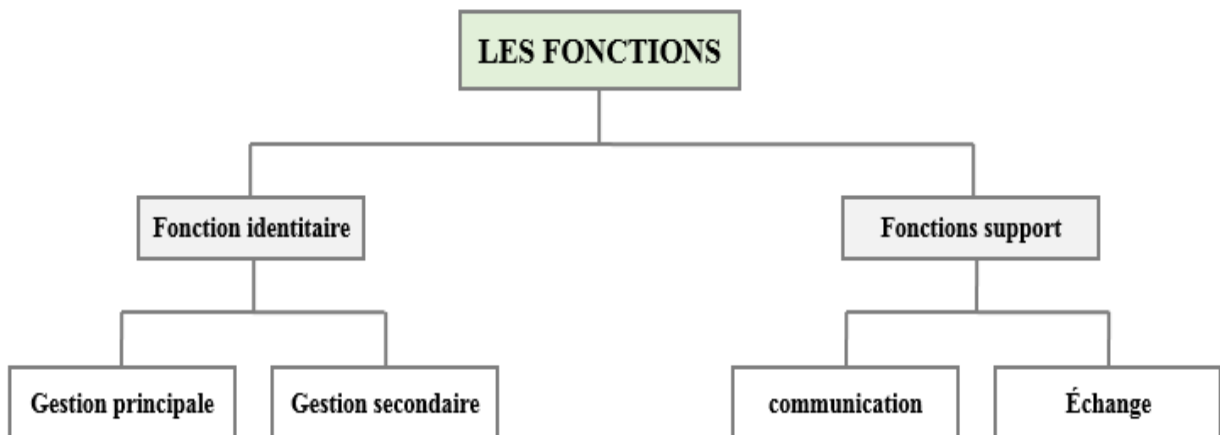 LES FONCTIONS
Fonction identitaire
Fonctions support
Gestion principale
Gestion secondaire
communication
Échange